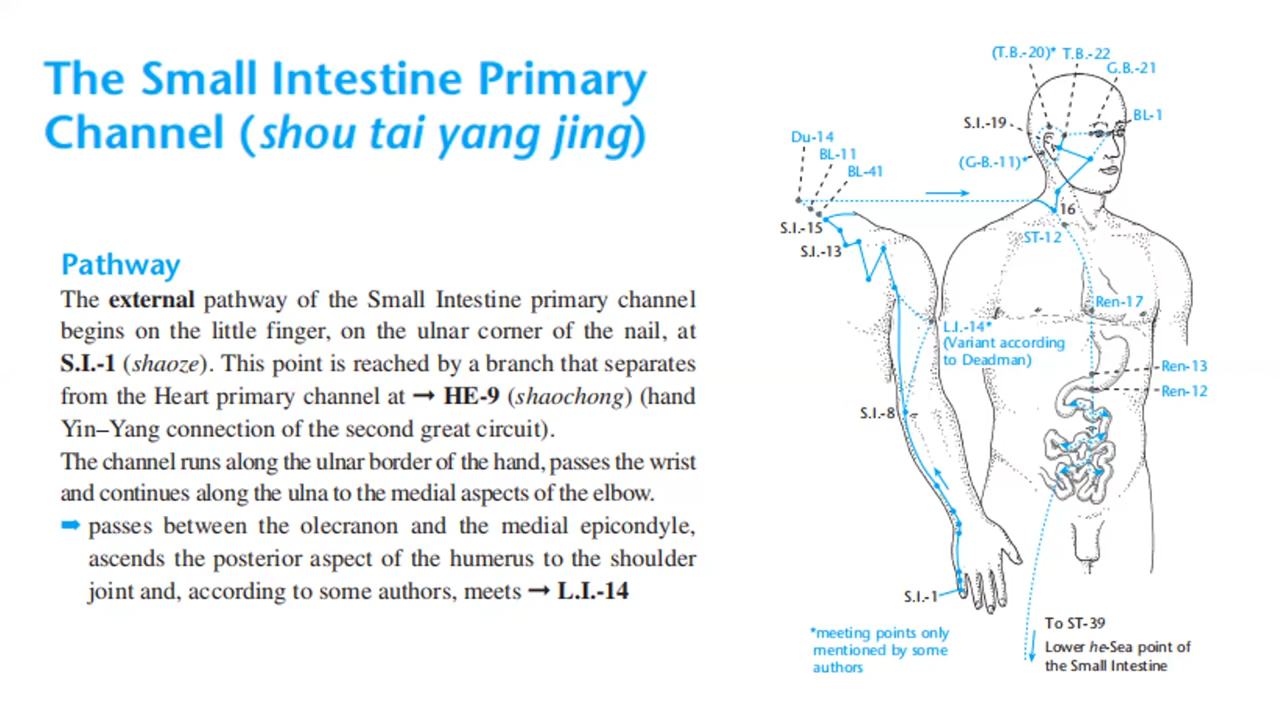 The Small Intestine Primary
Channel (shou tai yang jing)
Pathway
The external pathway of the Small Intestine primary channel
begins on the little finger, on the ulnar corner of the nail, at
S.I.-1 (shaoze). This point is reached by a branch that separates
from the Heart primary channel at → HE-9 (shaochong) (hand
Yin–Yang connection of the second great circuit).
The channel runs along the ulnar border of the hand, passes the wrist
and continues along the ulna to the medial aspects of the elbow.
➡ passes between the olecranon and the medial epicondyle,
ascends the posterior aspect of the humerus to the shoulder
joint and, according to some authors, meets → L.I.-14
(T.B.-20)* T.B.-22
G.B.-21
BL-1
S.I.-19
(G-B.-11)*
Du-14
BL-11
BL-41
S.I.-15
S.I.-13
16
ST-12
Ren-17
L.I.-14*
(Variant according
to Deadman)
Ren-13
Ren-12
S.I.-8
S.I.-1
*meeting points only
mentioned by some
authors
To ST-39
Lower he-Sea point of
the Small Intestine